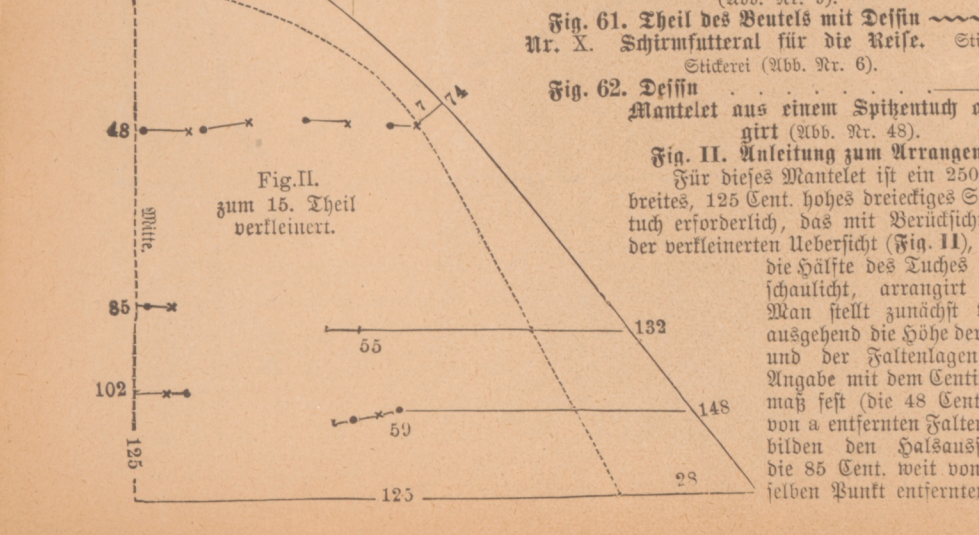 Fig. 61. Theil des Beutels mit Dessin
Nr. X. Schirmfutteral für die Reise.
Stickerei (Abb. Nr. 6).
Fig. 62. Dessin . . . . . .
Mantelet aus einem Spitzentuch
girt (Abb. Nr. 48).
Fig. II. Anleitung zum Arrangen
Für dieses Mantelet ist ein 250
breites, 125 Cent. hohes dreieckiges S
tuch erforderlich, das mit Berücksich
der verkleinerten Uebersicht (Fig. II),
die Hälfte des Tuches
schaulicht, arrangirt
Man stellt zunächst
ausgehend die Höhe der
und der Faltenlagen
Angabe mit dem Centi
maß fest (die 48 Cent
von a entfernten Falten
bilden den Halsauss
die 85 Cent. weit von
selben Punkt entfernten
7 74
48
Fig. II.
zum 15. Theil
verkleinert.
Mitte.
85
132
55
102
148
59
125
28
125